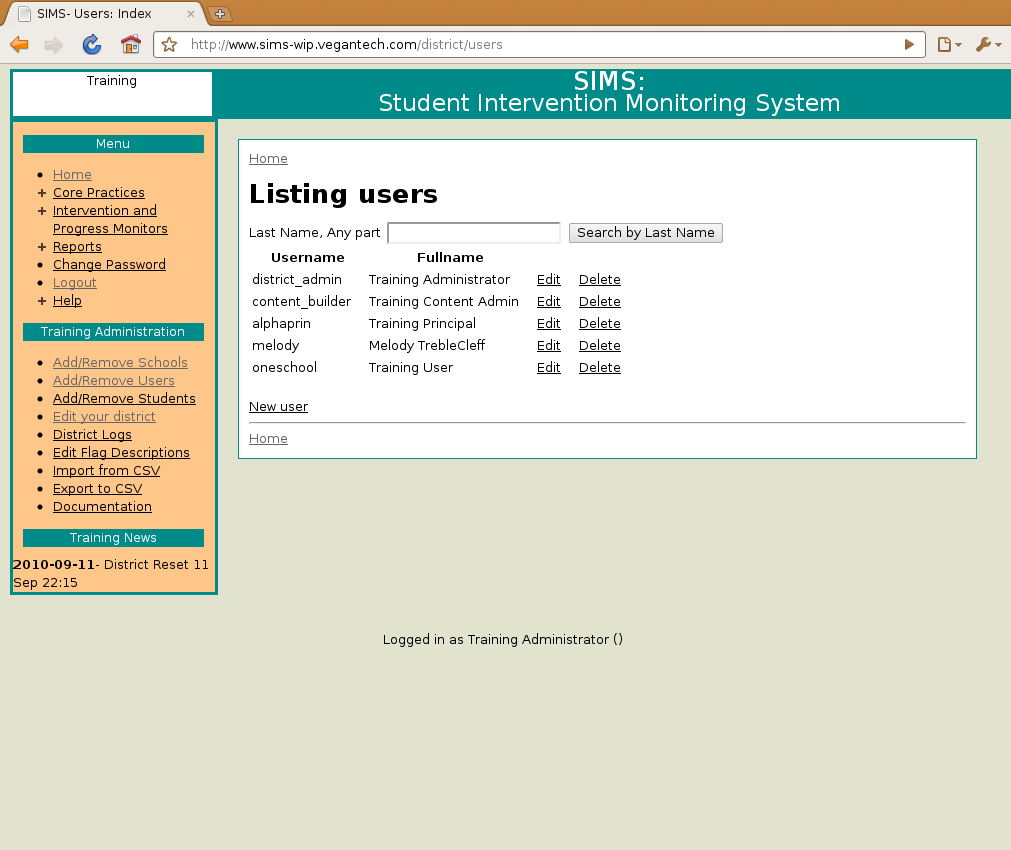 SIMS- Users: Index
http://www.sims-wip.vegantech.com/district/users
Training
SIMS:
Student Intervention Monitoring System
Menu
Home
Core Practices
Intervention and
Progress Monitors
Reports
Change Password
Logout
Help
Training Administration
Add/Remove Schools
Add/Remove Users
Add/Remove Students
Edit your district
District Logs
Edit Flag Descriptions
Import from CSV
Export to CSV
Documentation
Training News
2010-09-11- District Reset 11
Sep 22:15
Home
Listing users
Last Name, Any part Search by Last Name
Username Fullname
district_admin Training Administrator Edit Delete
content_builder Training Content Admin Edit Delete
alphaprin Training Principal Edit Delete
melody Melody TrebleCleff Edit Delete
oneschool Training User Edit Delete
New user
Home
Logged in as Training Administrator ()